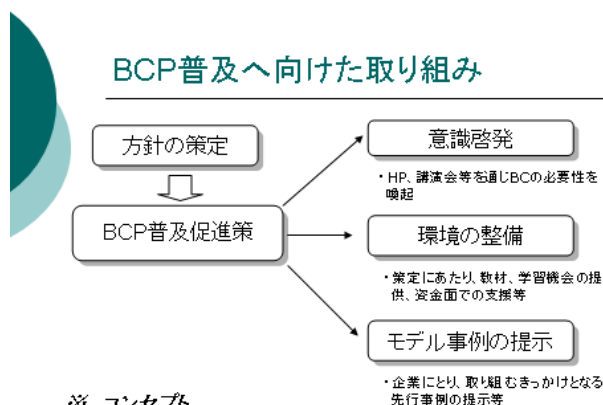 BCP普及へ向けた取り組み
方針の策定
BCP普及促進策
意識啓発
・HP、講演会等を通じBCの必要性を
喚起
環境の整備
・策定にあたり、教材、学習機会の提
供、資金面での支援等
モデル事例の提示
・企業にとり、取り組むきっかけとなる
先行事例の提示等
※ コンセプト